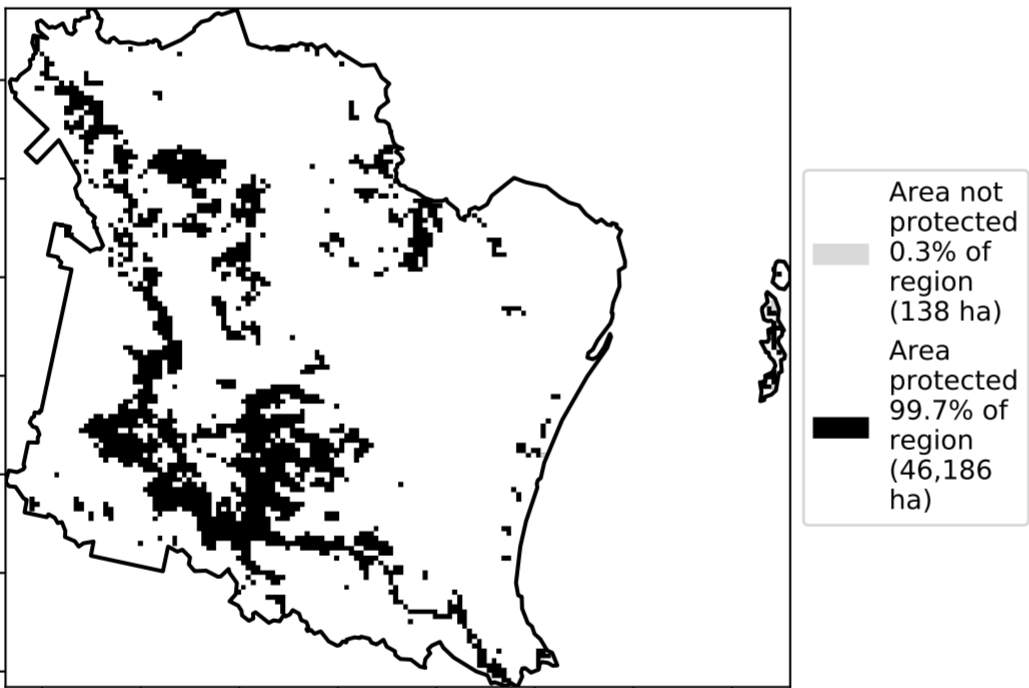 Area not
protected
0.3% of
region
(138 ha)
Area
protected
99.7% of
region
(46,186
ha)